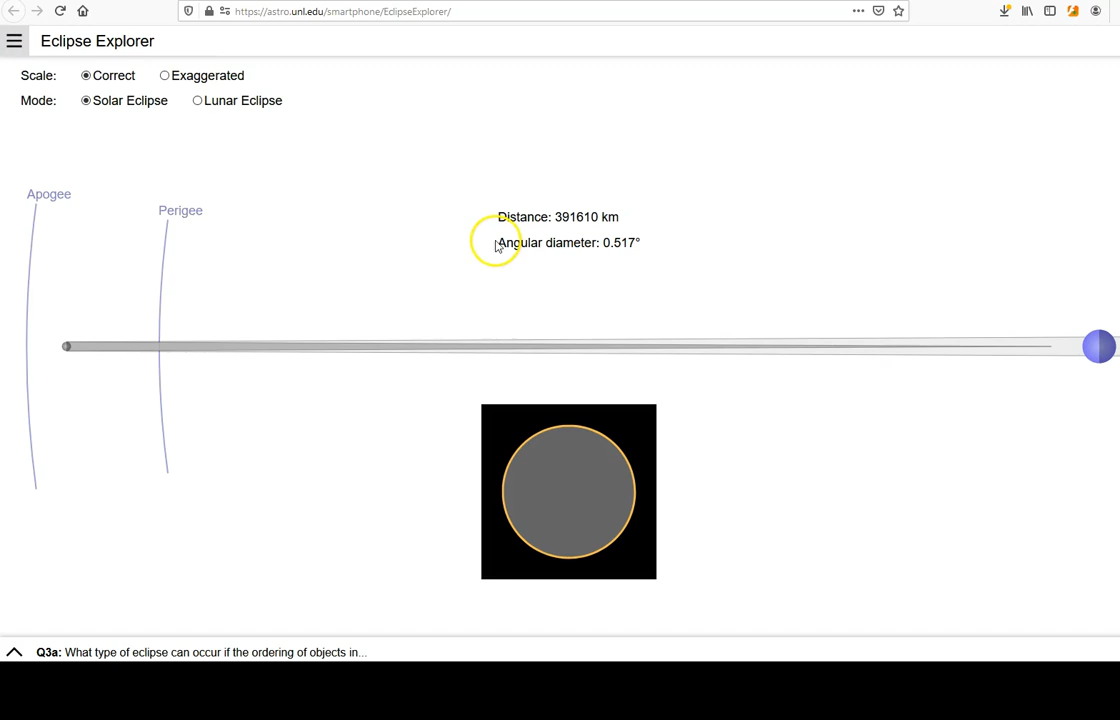 https://astro.unl.edu/smartphone/EclipseExplorer/
Eclipse Explorer
Scale: Correct Exaggerated
Mode: Solar Eclipse Lunar Eclipse
Apogee
Perigee
Distance: 391610 km
Angular diameter: 0.517°
Q3a: What type of eclipse can occur if the ordering of objects in...